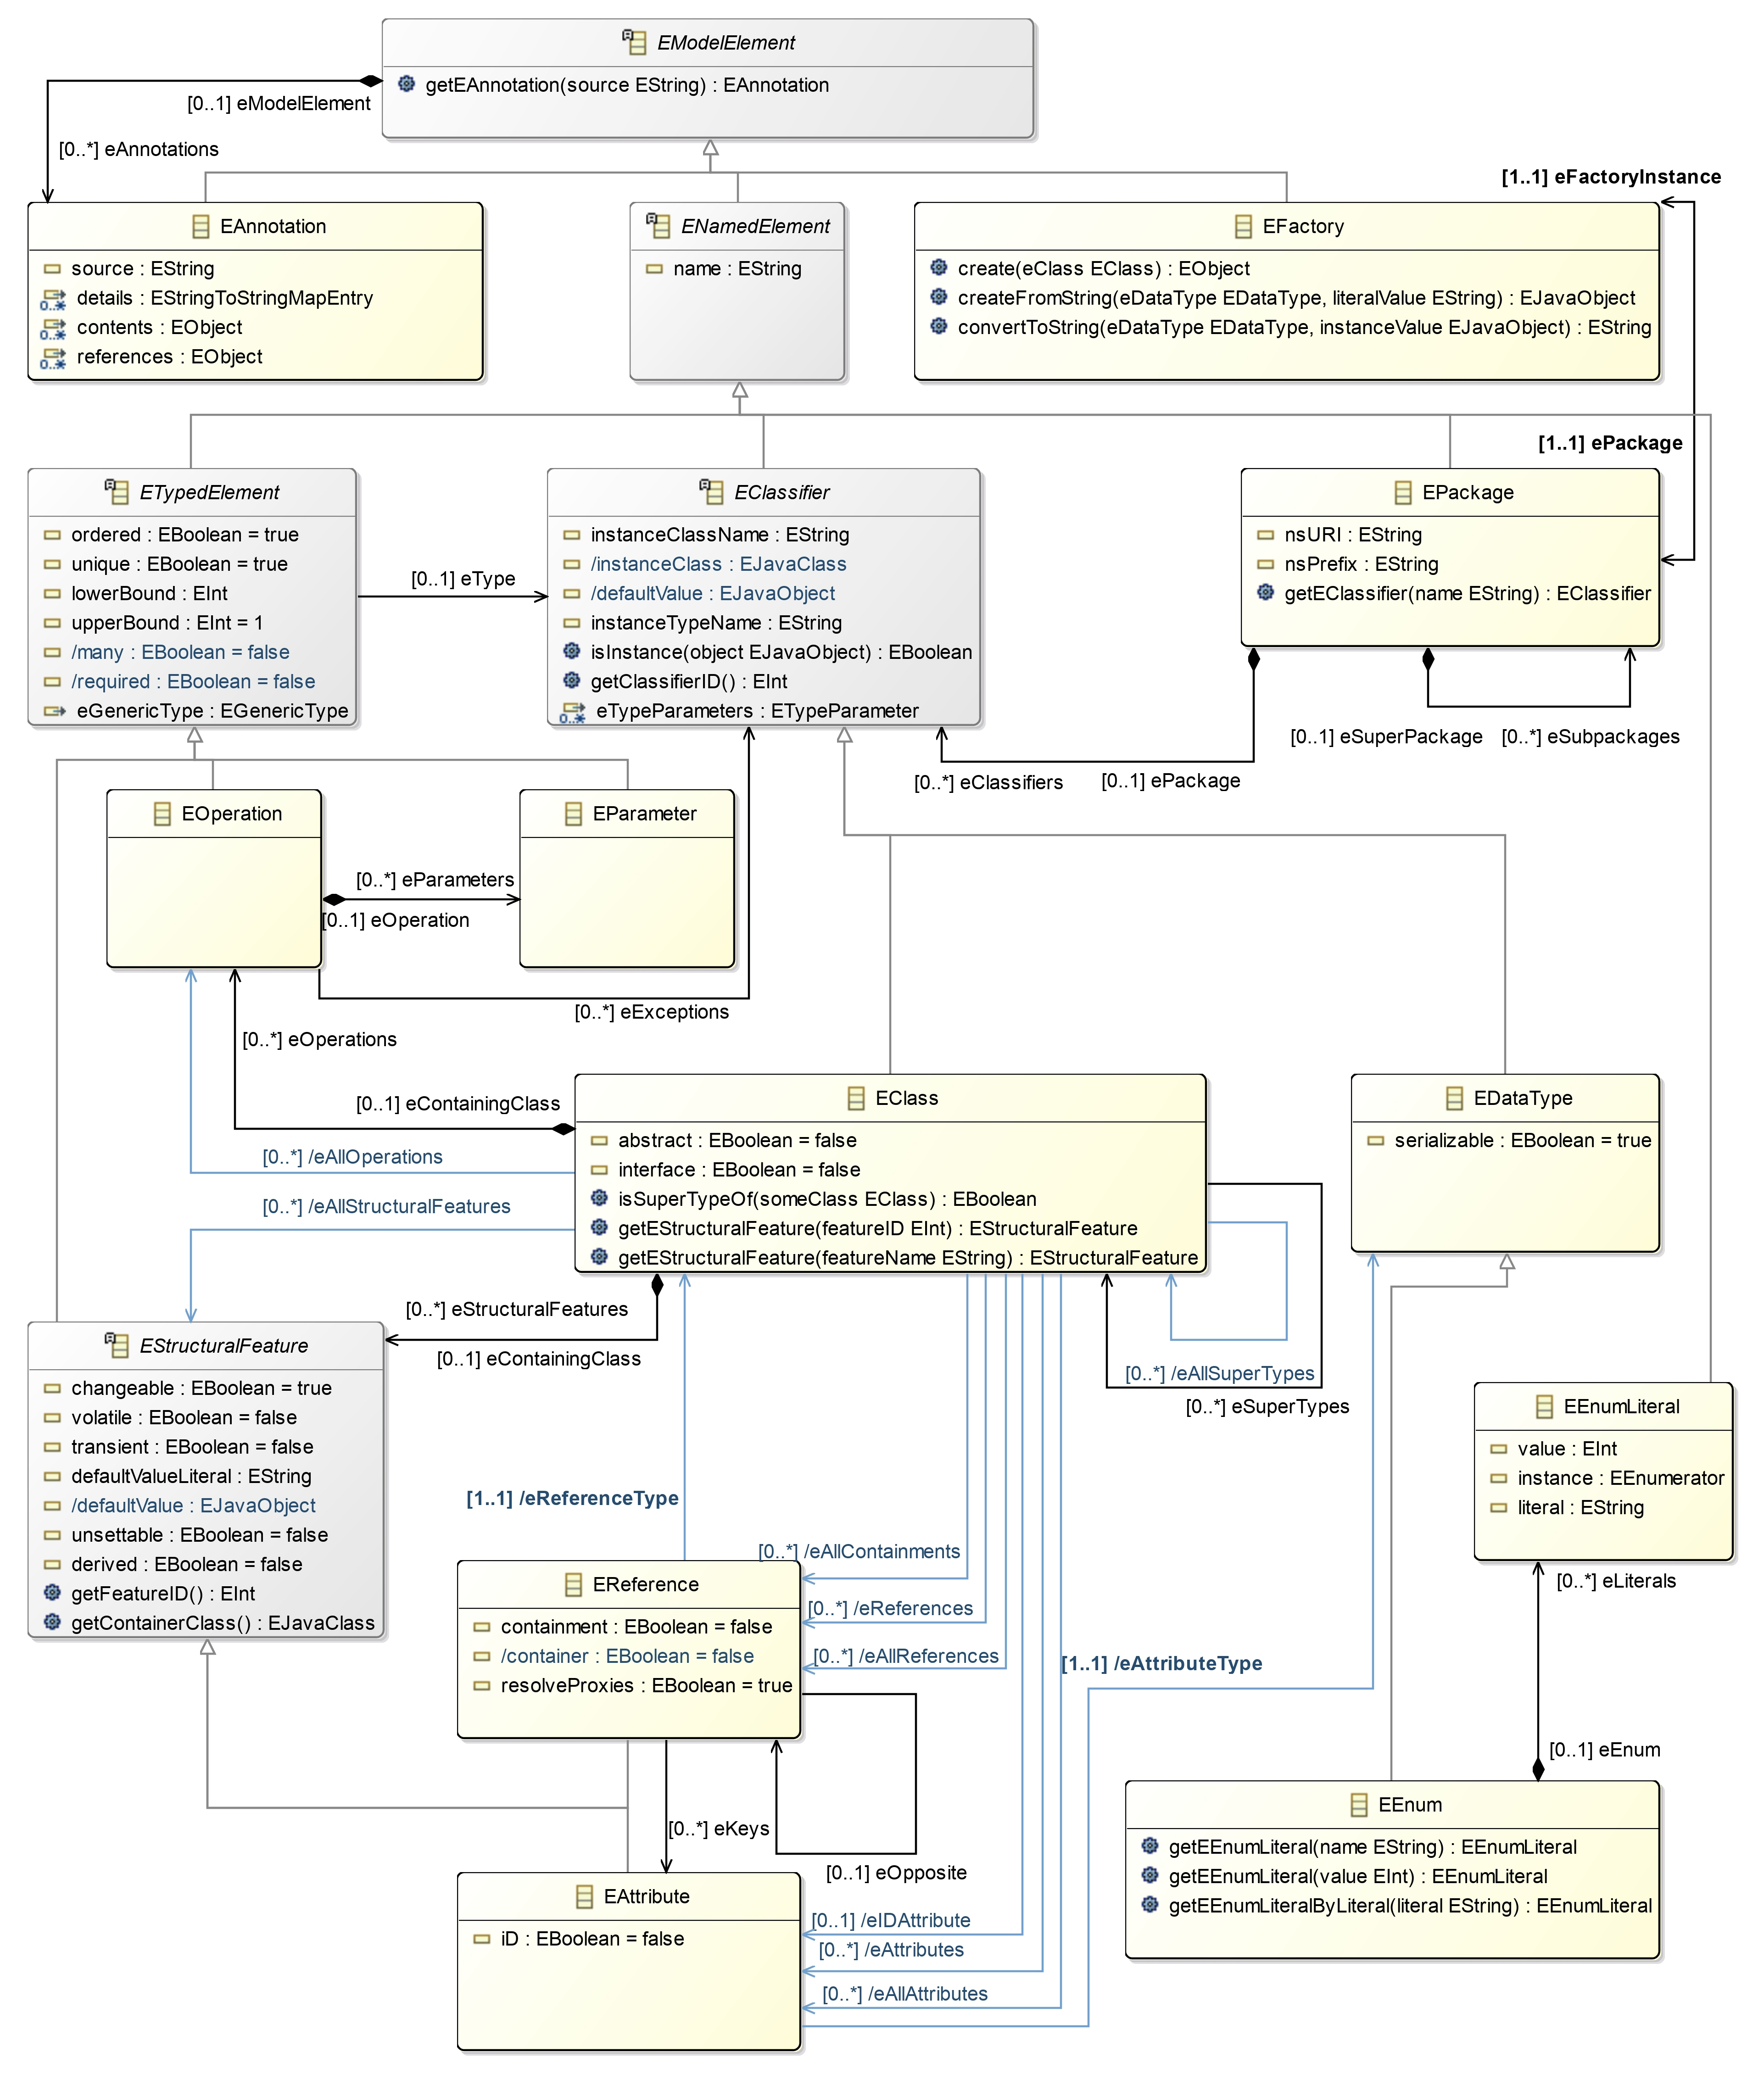 EModelElement
getEAnnotation(source EString) : EAnnotation
[0..1] eModelElement
[0..*] eAnnotations
[1..1] eFactoryInstance
EAnnotation
source : EString
details : EStringToStringMapEntry
0..*
contents : EObject
0..*
references : EObject
0..*
ENamedElement
name : EString
EFactory
create(eClass EClass) : EObject
createFromString(eDataType EDataType, literalValue EString) : EJavaObject
convertToString(eDataType EDataType, instanceValue EJavaObject) : EString
[1..1] ePackage
ETypedElement
ordered : EBoolean = true
unique : EBoolean = true
lowerBound : EInt
upperBound : EInt = 1
/many : EBoolean = false
/required : EBoolean = false
eGenericType : EGenericType
[0..1] eType
EClassifier
instanceClassName : EString
/instanceClass : EJavaClass
/defaultValue : EJavaObject
instanceTypeName : EString
isInstance(object EJavaObject) : EBoolean
getClassifierID() : EInt
eTypeParameters : ETypeParameter
0..*
EPackage
nsURI : EString
nsPrefix : EString
getEClassifier(name EString) : EClassifier
[0..1] eSuperPackage
[0..*] eSubpackages
[0..*] eClassifiers
[0..1] ePackage
EOperation
EParameter
[0..*] eParameters
[0..1] eOperation
[0..*] eExceptions
[0..*] eOperations
[0..1] eContainingClass
[0..*] /eAllOperations
[0..*] /eAllStructuralFeatures
EClass
abstract : EBoolean = false
interface : EBoolean = false
isSuperTypeOf(someClass EClass) : EBoolean
getEStructuralFeature(featureID EInt) : EStructuralFeature
getEStructuralFeature(featureName EString) : EStructuralFeature
EDataType
serializable : EBoolean = true
[0..*] eStructuralFeatures
[0..1] eContainingClass
[0..*] /eAllSuperTypes
[0..*] eSuperTypes
EStructuralFeature
changeable : EBoolean = true
volatile : EBoolean = false
transient : EBoolean = false
defaultValueLiteral : EString
/defaultValue : EJavaObject
unsettable : EBoolean = false
derived : EBoolean = false
getFeatureID() : EInt
getContainerClass() : EJavaClass
EEnumLiteral
value : EInt
instance : EEnumerator
literal : EString
[1..1] /eReferenceType
[0..*] /eAllContainments
[0..*] /eReferences
[0..*] /eAllReferences
[0..*] eLiterals
[1..1] /eAttributeType
EReference
containment : EBoolean = false
/container : EBoolean = false
resolveProxies : EBoolean = true
[0..1] eEnum
[0..*] eKeys
[0..1] eOpposite
EEnum
getEEnumLiteral(name EString) : EEnumLiteral
getEEnumLiteral(value EInt) : EEnumLiteral
getEEnumLiteralByLiteral(literal EString) : EEnumLiteral
EAttribute
iD : EBoolean = false
[0..1] /eIDAttribute
[0..*] /eAttributes
[0..*] /eAllAttributes